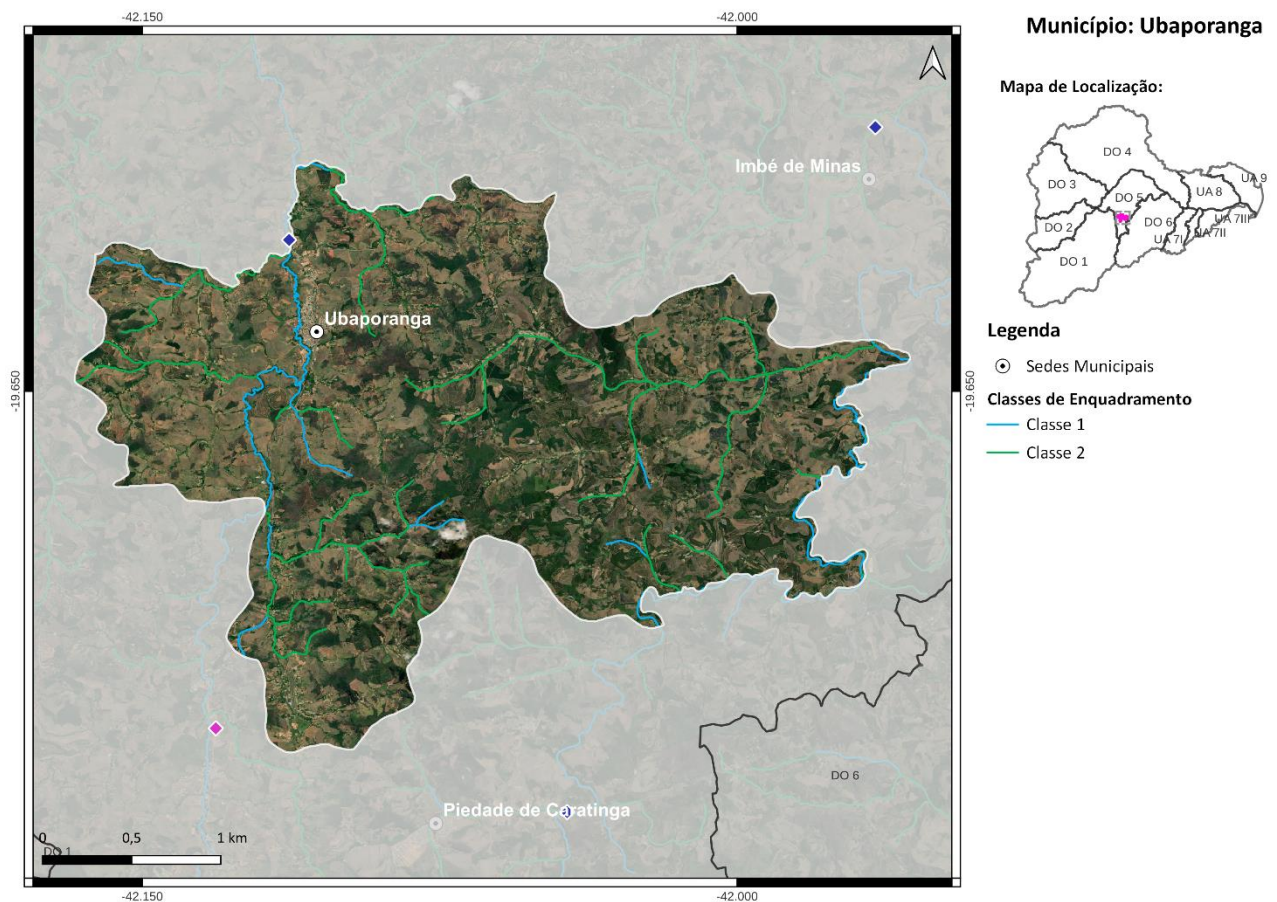 Município: Ubaporanga
-42.150
-42.000
Mapa de Localização:
DO 4
DO 3
UA 9
UA 8
DO 5
DO 2
DO 6
UA 7III
UA 7II
UA 7I
DO 1
Imbé de Minas
Ubaporanga
Legenda
Sedes Municipais
Classes de Enquadramento
Classe 1
Classe 2
-19.650
-19.650
DO 6
Piedade de Caratinga
0
0,5
1 km
DO 1
-42.150
-42.000